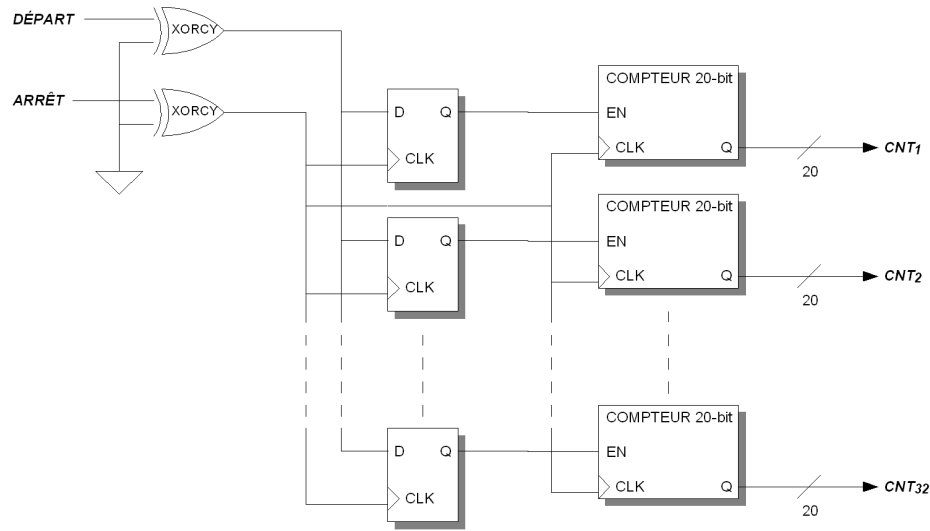 DÉPART
XORCY
ARRÊT
XORCY
D Q
CLK
COMPTEUR 20-bit
EN
CLK Q
20
CNT1
D Q
CLK
COMPTEUR 20-bit
EN
CLK Q
20
CNT2
D Q
CLK
COMPTEUR 20-bit
EN
CLK Q
20
CNT32